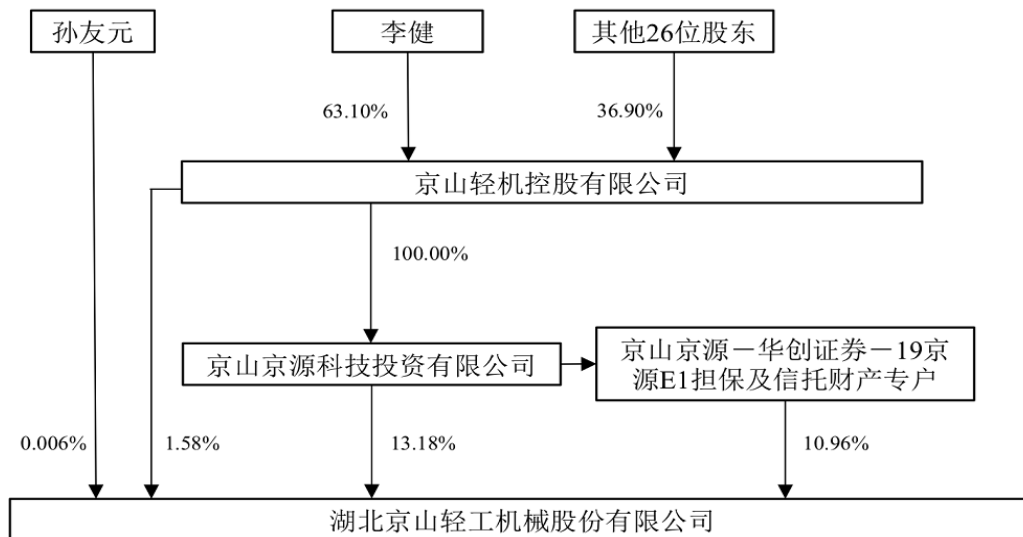 孙友元
李健
其他26位股东
63.10%
36.90%
京山轻机控股有限公司
100.00%
京山京源科技投资有限公司
京山京源－华创证券－19京
源E1担保及信托财产专户
0.006%
1.58%
13.18%
10.96%
湖北京山轻工机械股份有限公司